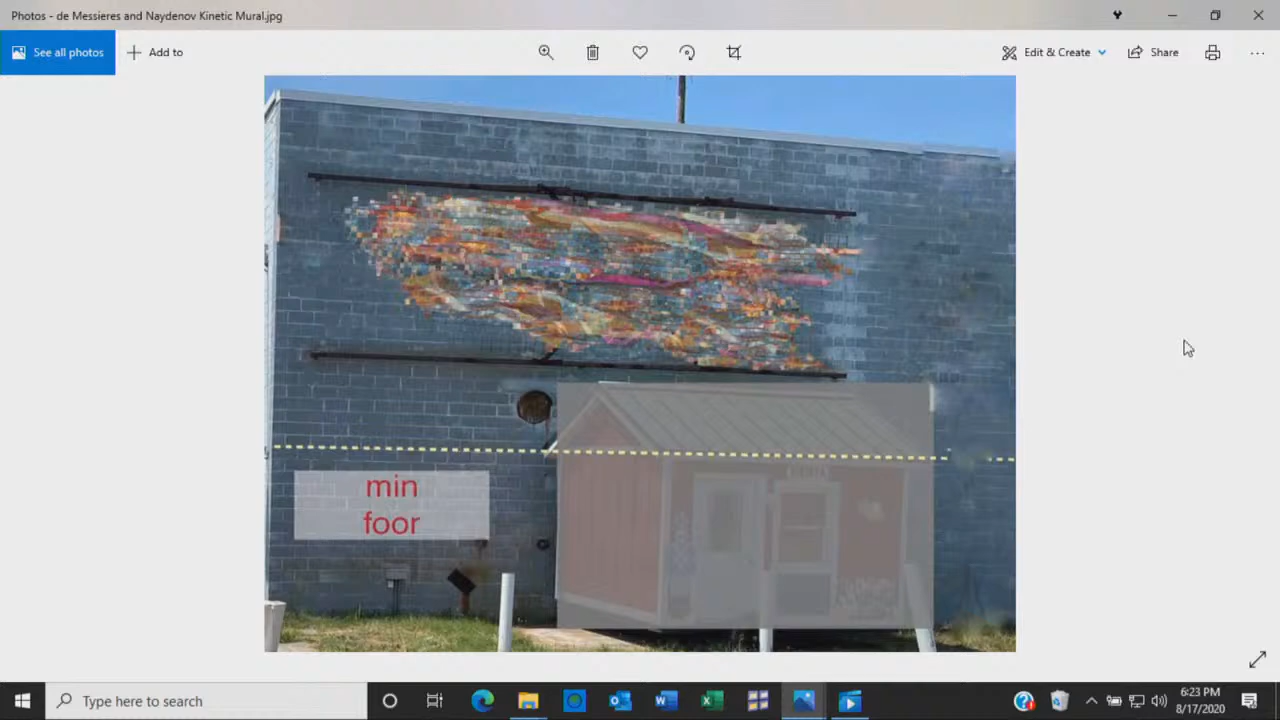 Photos - de Messieres and Naydenov Kinetic Mural.jpg
See all photos
Add to
Edit & Create
Share
min
foor
Type here to search
6:23 PM
8/17/2020